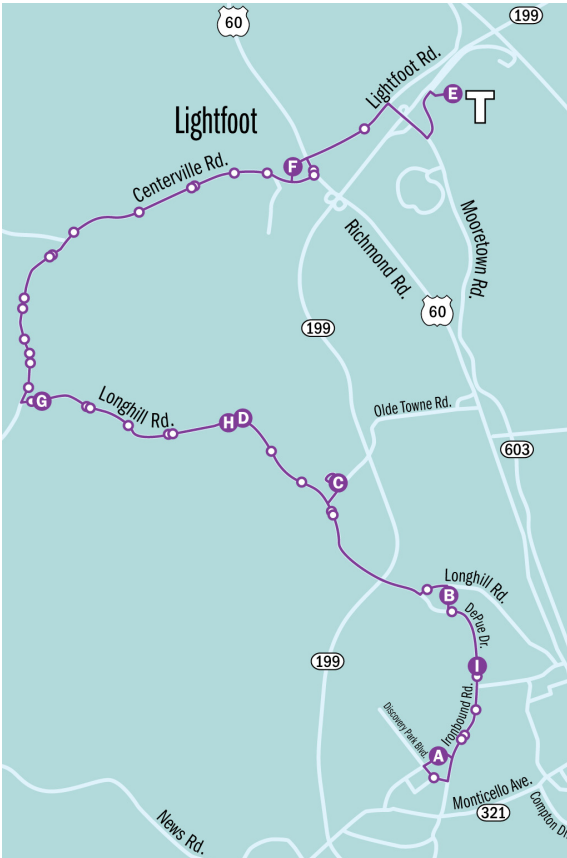 199
60
Lightfoot Rd.
E
T
Lightfoot
F
Centerville Rd.
Mooretown Rd.
Richmond Rd.
60
199
G
Longhill Rd.
Olde Towne Rd.
H
D
603
C
Longhill Rd.
B
DePue Dr.
199
I
Ironbound Rd.
Discovery Park Blvd.
A
Monticello Ave.
321
Compton Dr
News Rd.